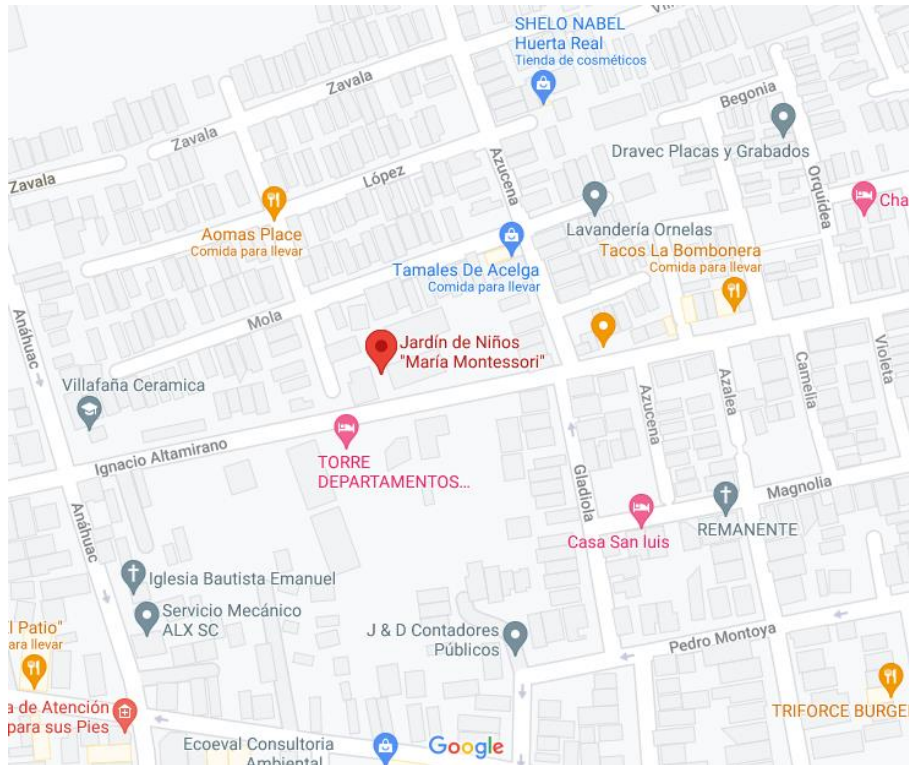 SHELO NABEL
Huerta Real
Tienda de cosméticos
Zavala
Zavala
Zavala
Begonia
Dravec Placas y Grabados
Azucena
López
Orquídea
Cha
Aomas Place
Comida para llevar
Lavandería Ornelas
Tacos La Bombonera
Comida para llevar
Tamales De Acelga
Comida para llevar
Anáhuac
Mola
Jardín de Niños
"María Montessori"
Villafaña Ceramica
Violeta
Camelia
Azalea
Azucena
Ignacio Altamirano
TORRE
DEPARTAMENTOS...
Gladiola
Magnolia
Casa San luis
REMANENTE
Anáhuac
Iglesia Bautista Emanuel
Servicio Mecánico
ALX SC
J & D Contadores
Públicos
Pedro Montoya
El Patio"
ara llevar
a de Atención
para sus Pies
TRIFORCE BURGE
Ecoeval Consultoria
Ambiental
Google